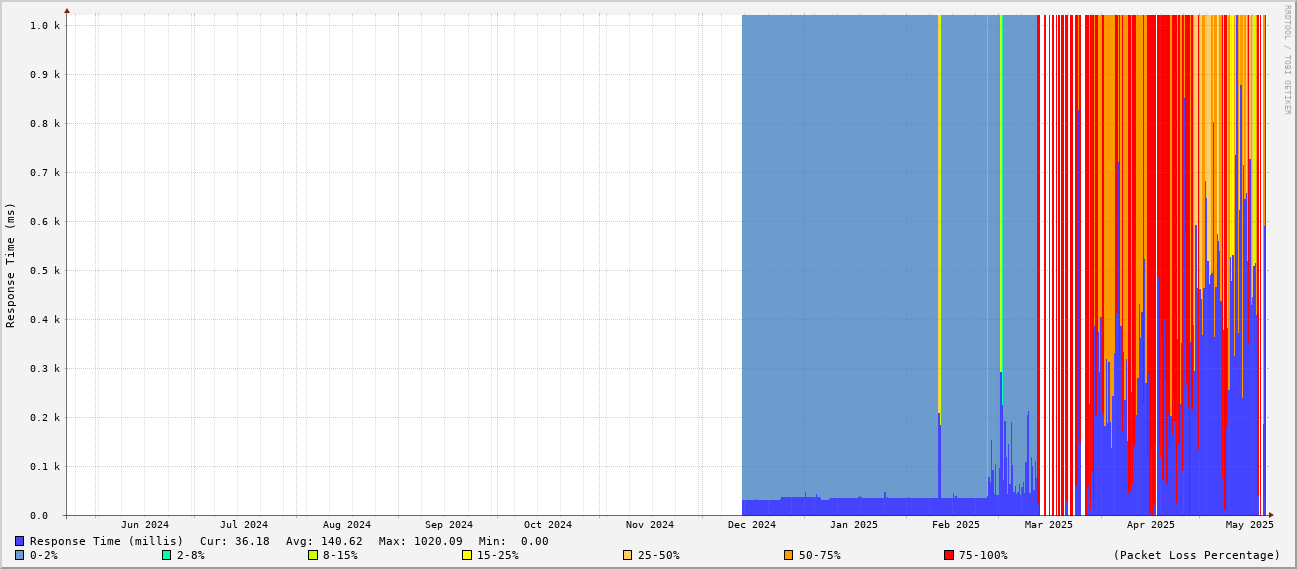 RRDTOOL / TOBI OETIKER
Response Time (ms)
1.0 k
0.9 k
0.8 k
0.7 k
0.6 k
0.5 k
0.4 k
0.3 k
0.2 k
0.1 k
0.0
Jun 2024 Jul 2024 Aug 2024 Sep 2024 Oct 2024 Nov 2024 Dec 2024 Jan 2025 Feb 2025 Mar 2025 Apr 2025 May 2025
Response Time (millis) Cur: 36.18 Avg: 140.62 Max: 1020.09 Min: 0.00
0-2% 2-8% 8-15% 15-25% 25-50% 50-75% 75-100% (Packet Loss Percentage)